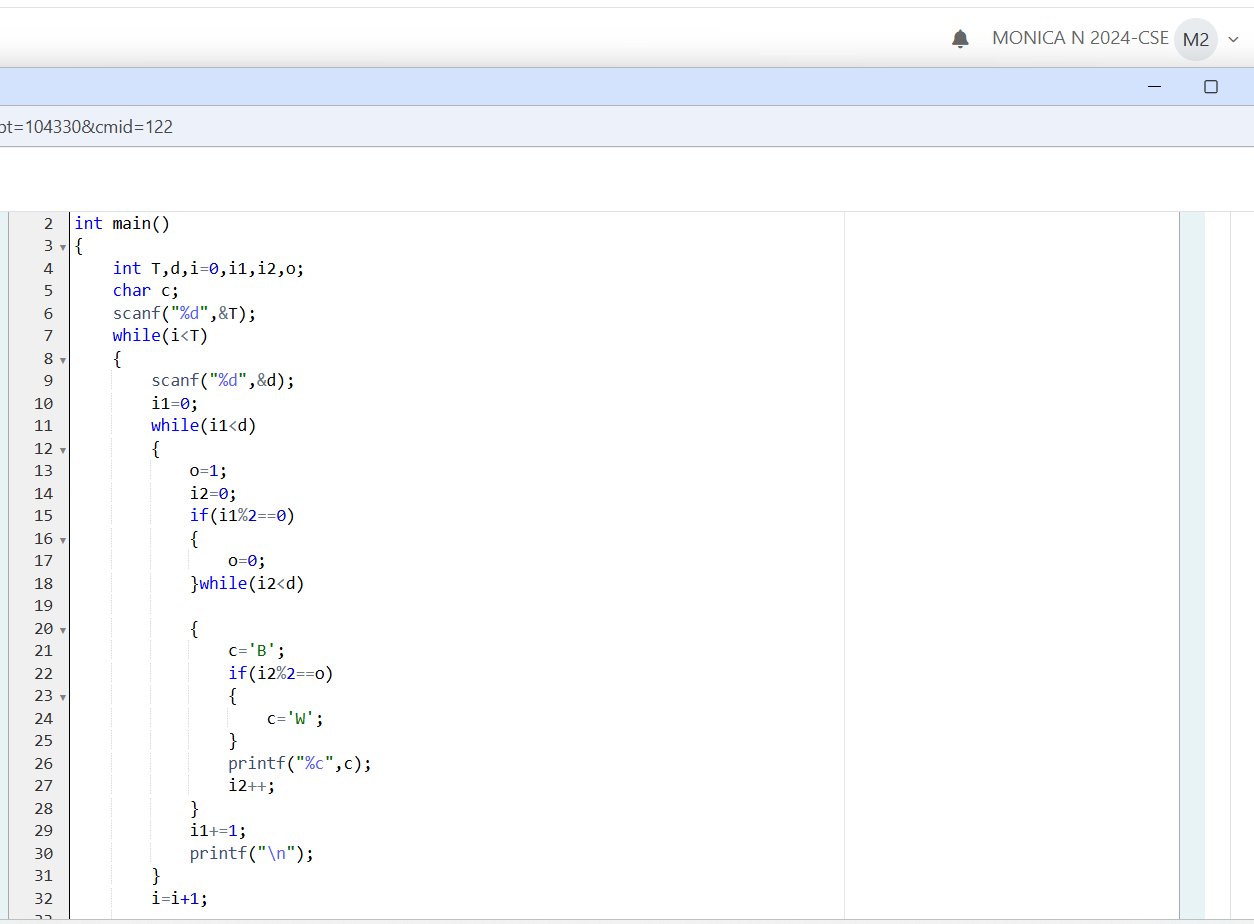 MONICA N 2024-CSE M2
pt=104330&cmid=122
2 int main()
3 {
4 int T,d,i=0,i1,i2,o;
5 char c;
6 scanf("%d",&T);
7 while(i<T)
8 {
9 scanf("%d",&d);
10 i1=0;
11 while(i1<d)
12 {
13 o=1;
14 i2=0;
15 if(i1%2==0)
16 {
17 o=0;
18 }while(i2<d)
19
20 {
21 c='B';
22 if(i2%2==o)
23 {
24 c='W';
25 }
26 printf("%c",c);
27 i2++;
28 }
29 i1+=1;
30 printf("\n");
31 }
32 i=i+1;